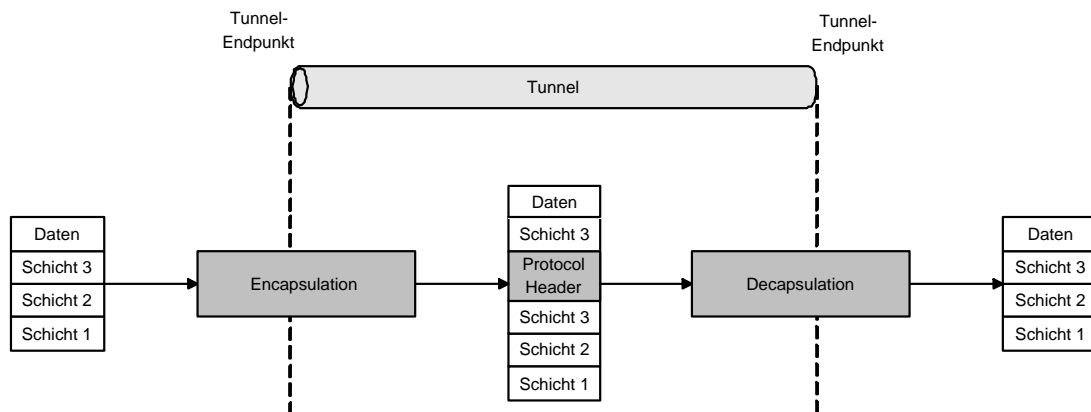 Tunnel-
Endpunkt
Tunnel-
Endpunkt
Tunnel
Daten
Schicht 3
Schicht 2
Schicht 1
Encapsulation
Daten
Schicht 3
Protocol
Header
Schicht 3
Schicht 2
Schicht 1
Decapsulation
Daten
Schicht 3
Schicht 2
Schicht 1